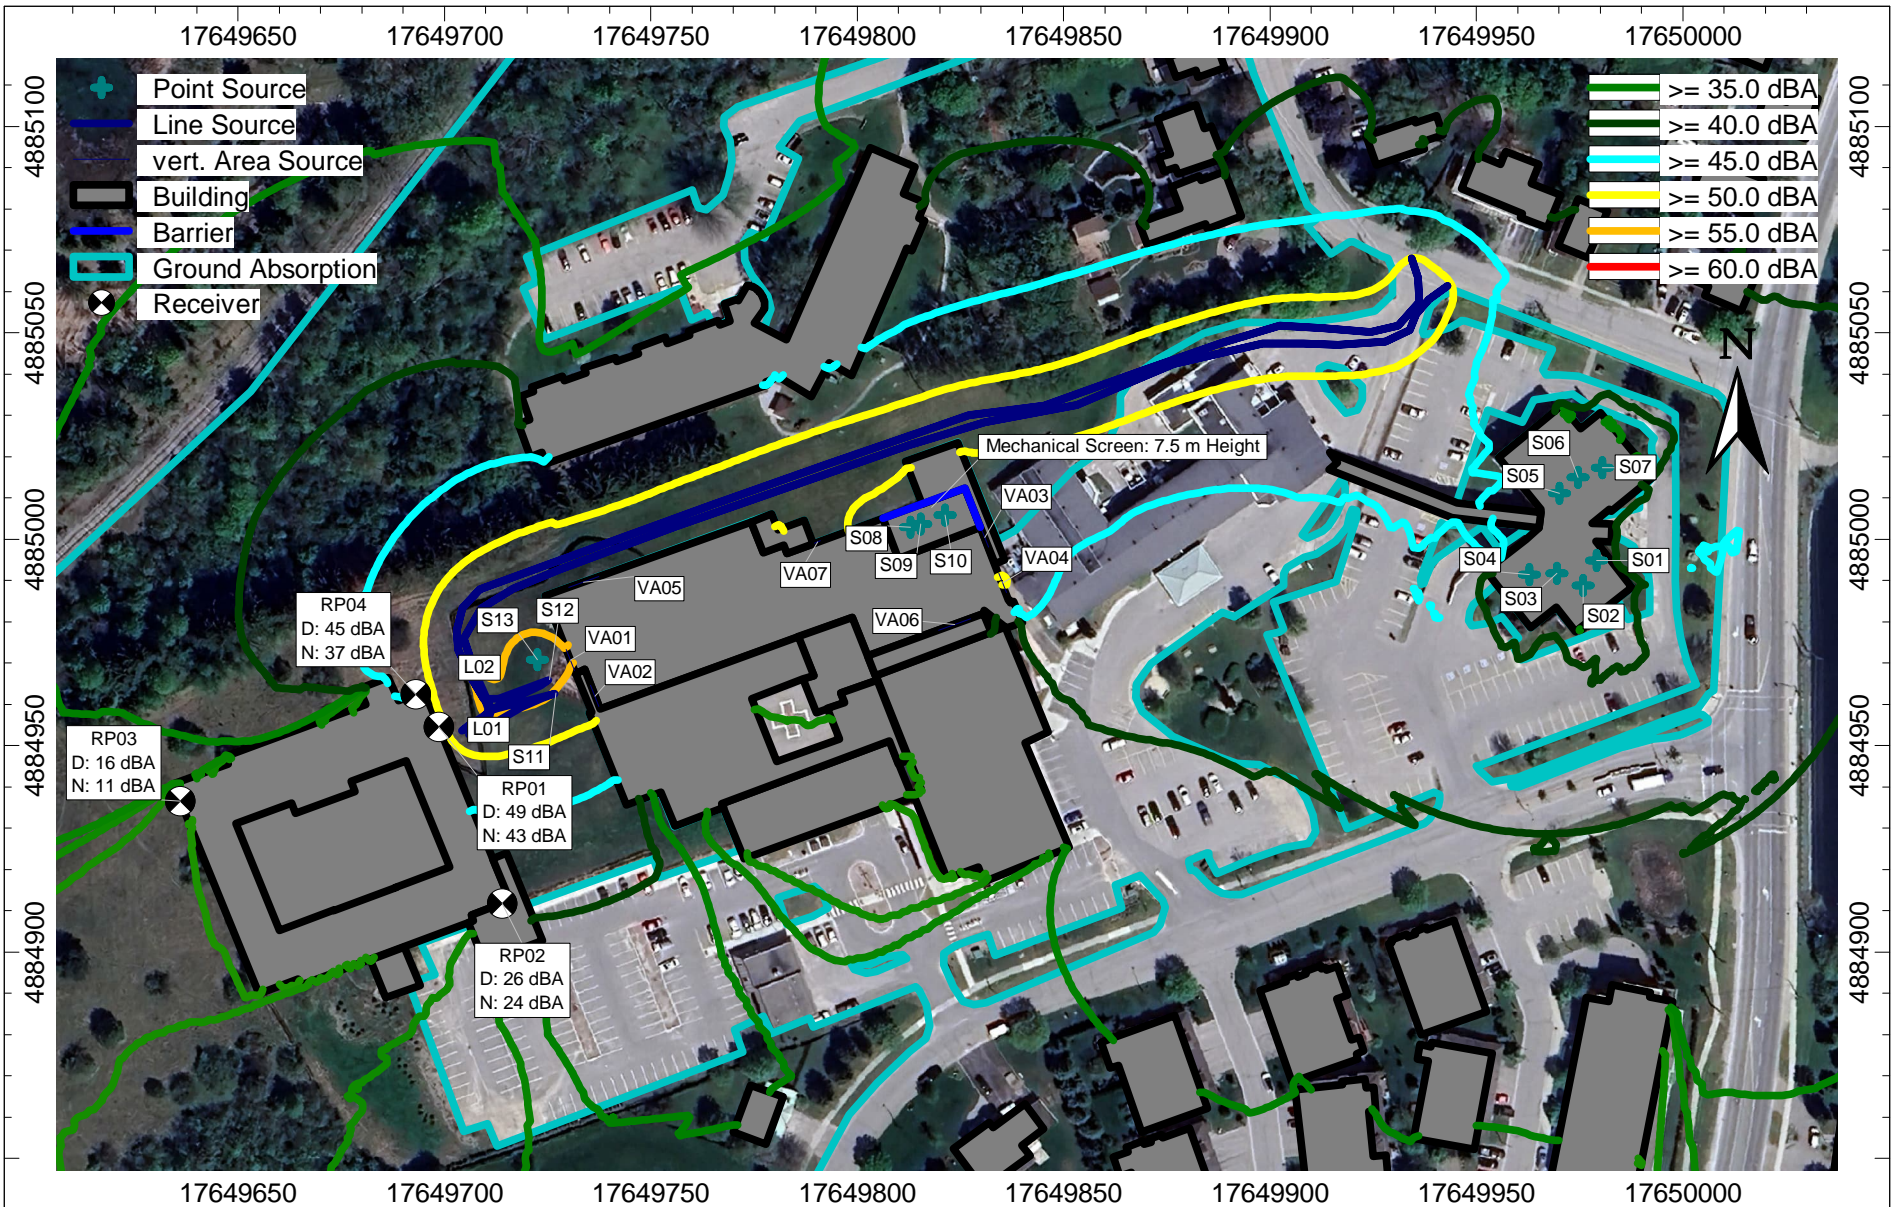 17649650 17649700 17649750 17649800 17649850 17649900 17649950 17650000
4885100
4885050
4885000
4884950
4884900
Point Source
Line Source
vert. Area Source
Building
Barrier
Ground Absorption
Receiver
>= 35.0 dBA
>= 40.0 dBA
>= 45.0 dBA
>= 50.0 dBA
>= 55.0 dBA
>= 60.0 dBA
N
4885100
4885050
4885000
4884950
4884900
Mechanical Screen: 7.5 m Height
S06
S05
S07
VA03
S08
VA04
VA07
S09
S10
S04
S01
VA05
RP04
D: 45 dBA
N: 37 dBA
S13
S12
VA06
S03
S02
VA01
L02
VA02
L01
S11
RP03
D: 16 dBA
N: 11 dBA
RP01
D: 49 dBA
N: 43 dBA
RP02
D: 26 dBA
N: 24 dBA
17649650 17649700 17649750 17649800 17649850 17649900 17649950 17650000